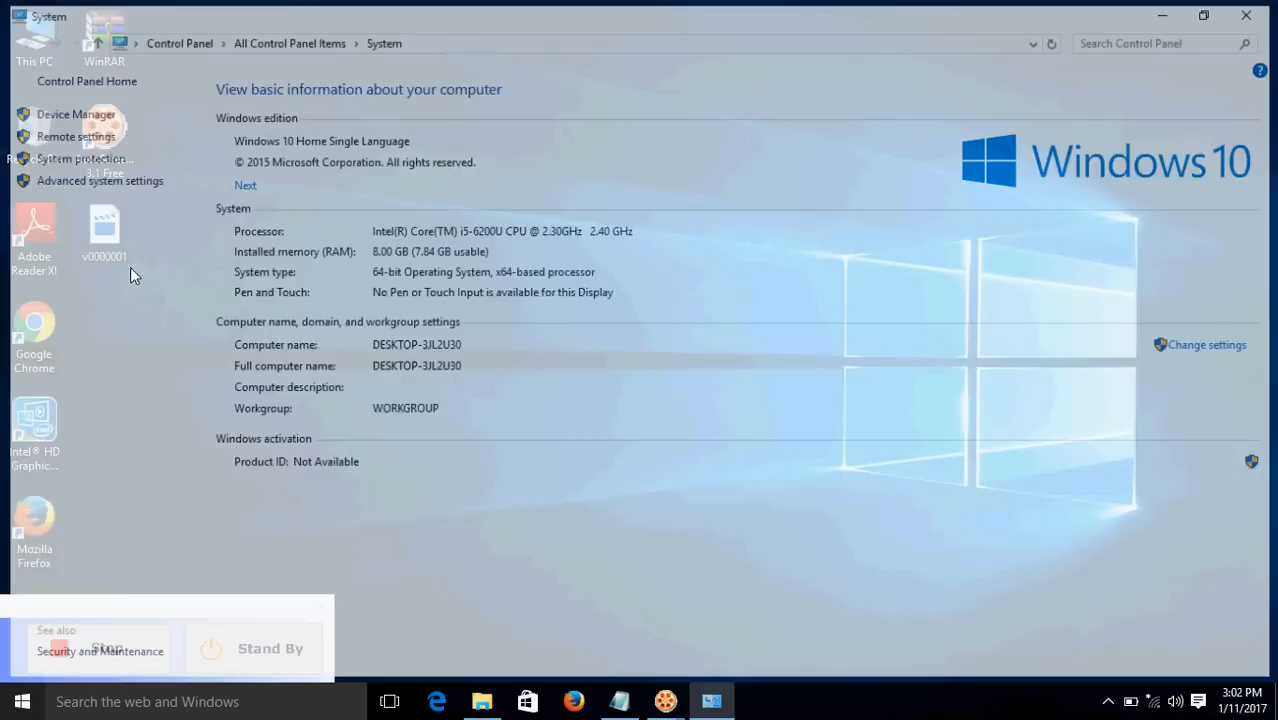 System
This PC
WinRAR
Control Panel
All Control Panel Items
System
Search Control Panel
Control Panel Home
Device Manager
Remote settings
System protection
3.1 Free
Advanced system settings
Adobe
Reader XI
v0000001
Google
Chrome
Intel® HD
Graphic...
Mozilla
Firefox
View basic information about your computer
Windows edition
Windows 10 Home Single Language
© 2015 Microsoft Corporation. All rights reserved.
Next
Windows 10
System
Processor: Intel(R) Core(TM) i5-6200U CPU @ 2.30GHz 2.40 GHz
Installed memory (RAM): 8.00 GB (7.84 GB usable)
System type: 64-bit Operating System, x64-based processor
Pen and Touch: No Pen or Touch Input is available for this Display
Computer name, domain, and workgroup settings
Computer name: DESKTOP-3JL2U30
Change settings
Full computer name: DESKTOP-3JL2U30
Computer description:
Workgroup: WORKGROUP
Windows activation
Product ID: Not Available
See also
Stop
Stand By
Security and Maintenance
Search the web and Windows
3:02 PM
1/11/2017